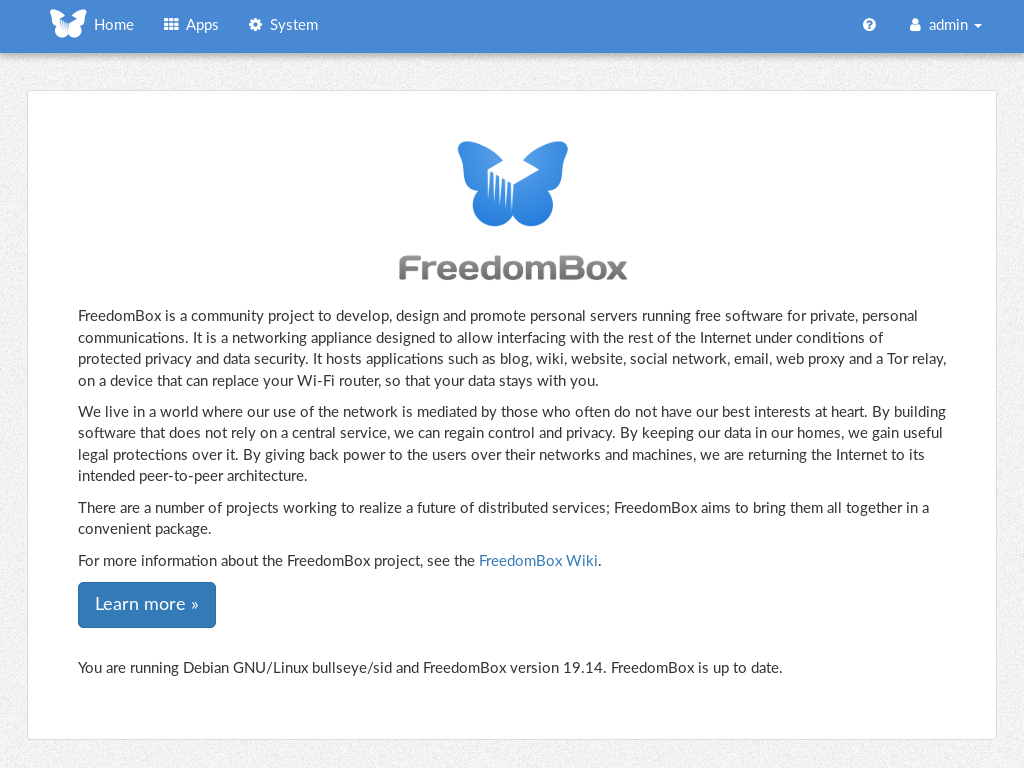 Home Apps System admin
FreedomBox
FreedomBox is a community project to develop, design and promote personal servers running free software for private, personal
communications. It is a networking appliance designed to allow interfacing with the rest of the Internet under conditions of
protected privacy and data security. It hosts applications such as blog, wiki, website, social network, email, web proxy and a Tor relay,
on a device that can replace your Wi-Fi router, so that your data stays with you.
We live in a world where our use of the network is mediated by those who often do not have our best interests at heart. By building
software that does not rely on a central service, we can regain control and privacy. By keeping our data in our homes, we gain useful
legal protections over it. By giving back power to the users over their networks and machines, we are returning the Internet to its
intended peer-to-peer architecture.
There are a number of projects working to realize a future of distributed services; FreedomBox aims to bring them all together in a
convenient package.
For more information about the FreedomBox project, see the FreedomBox Wiki.
Learn more »
You are running Debian GNU/Linux bullseye/sid and FreedomBox version 19.14. FreedomBox is up to date.